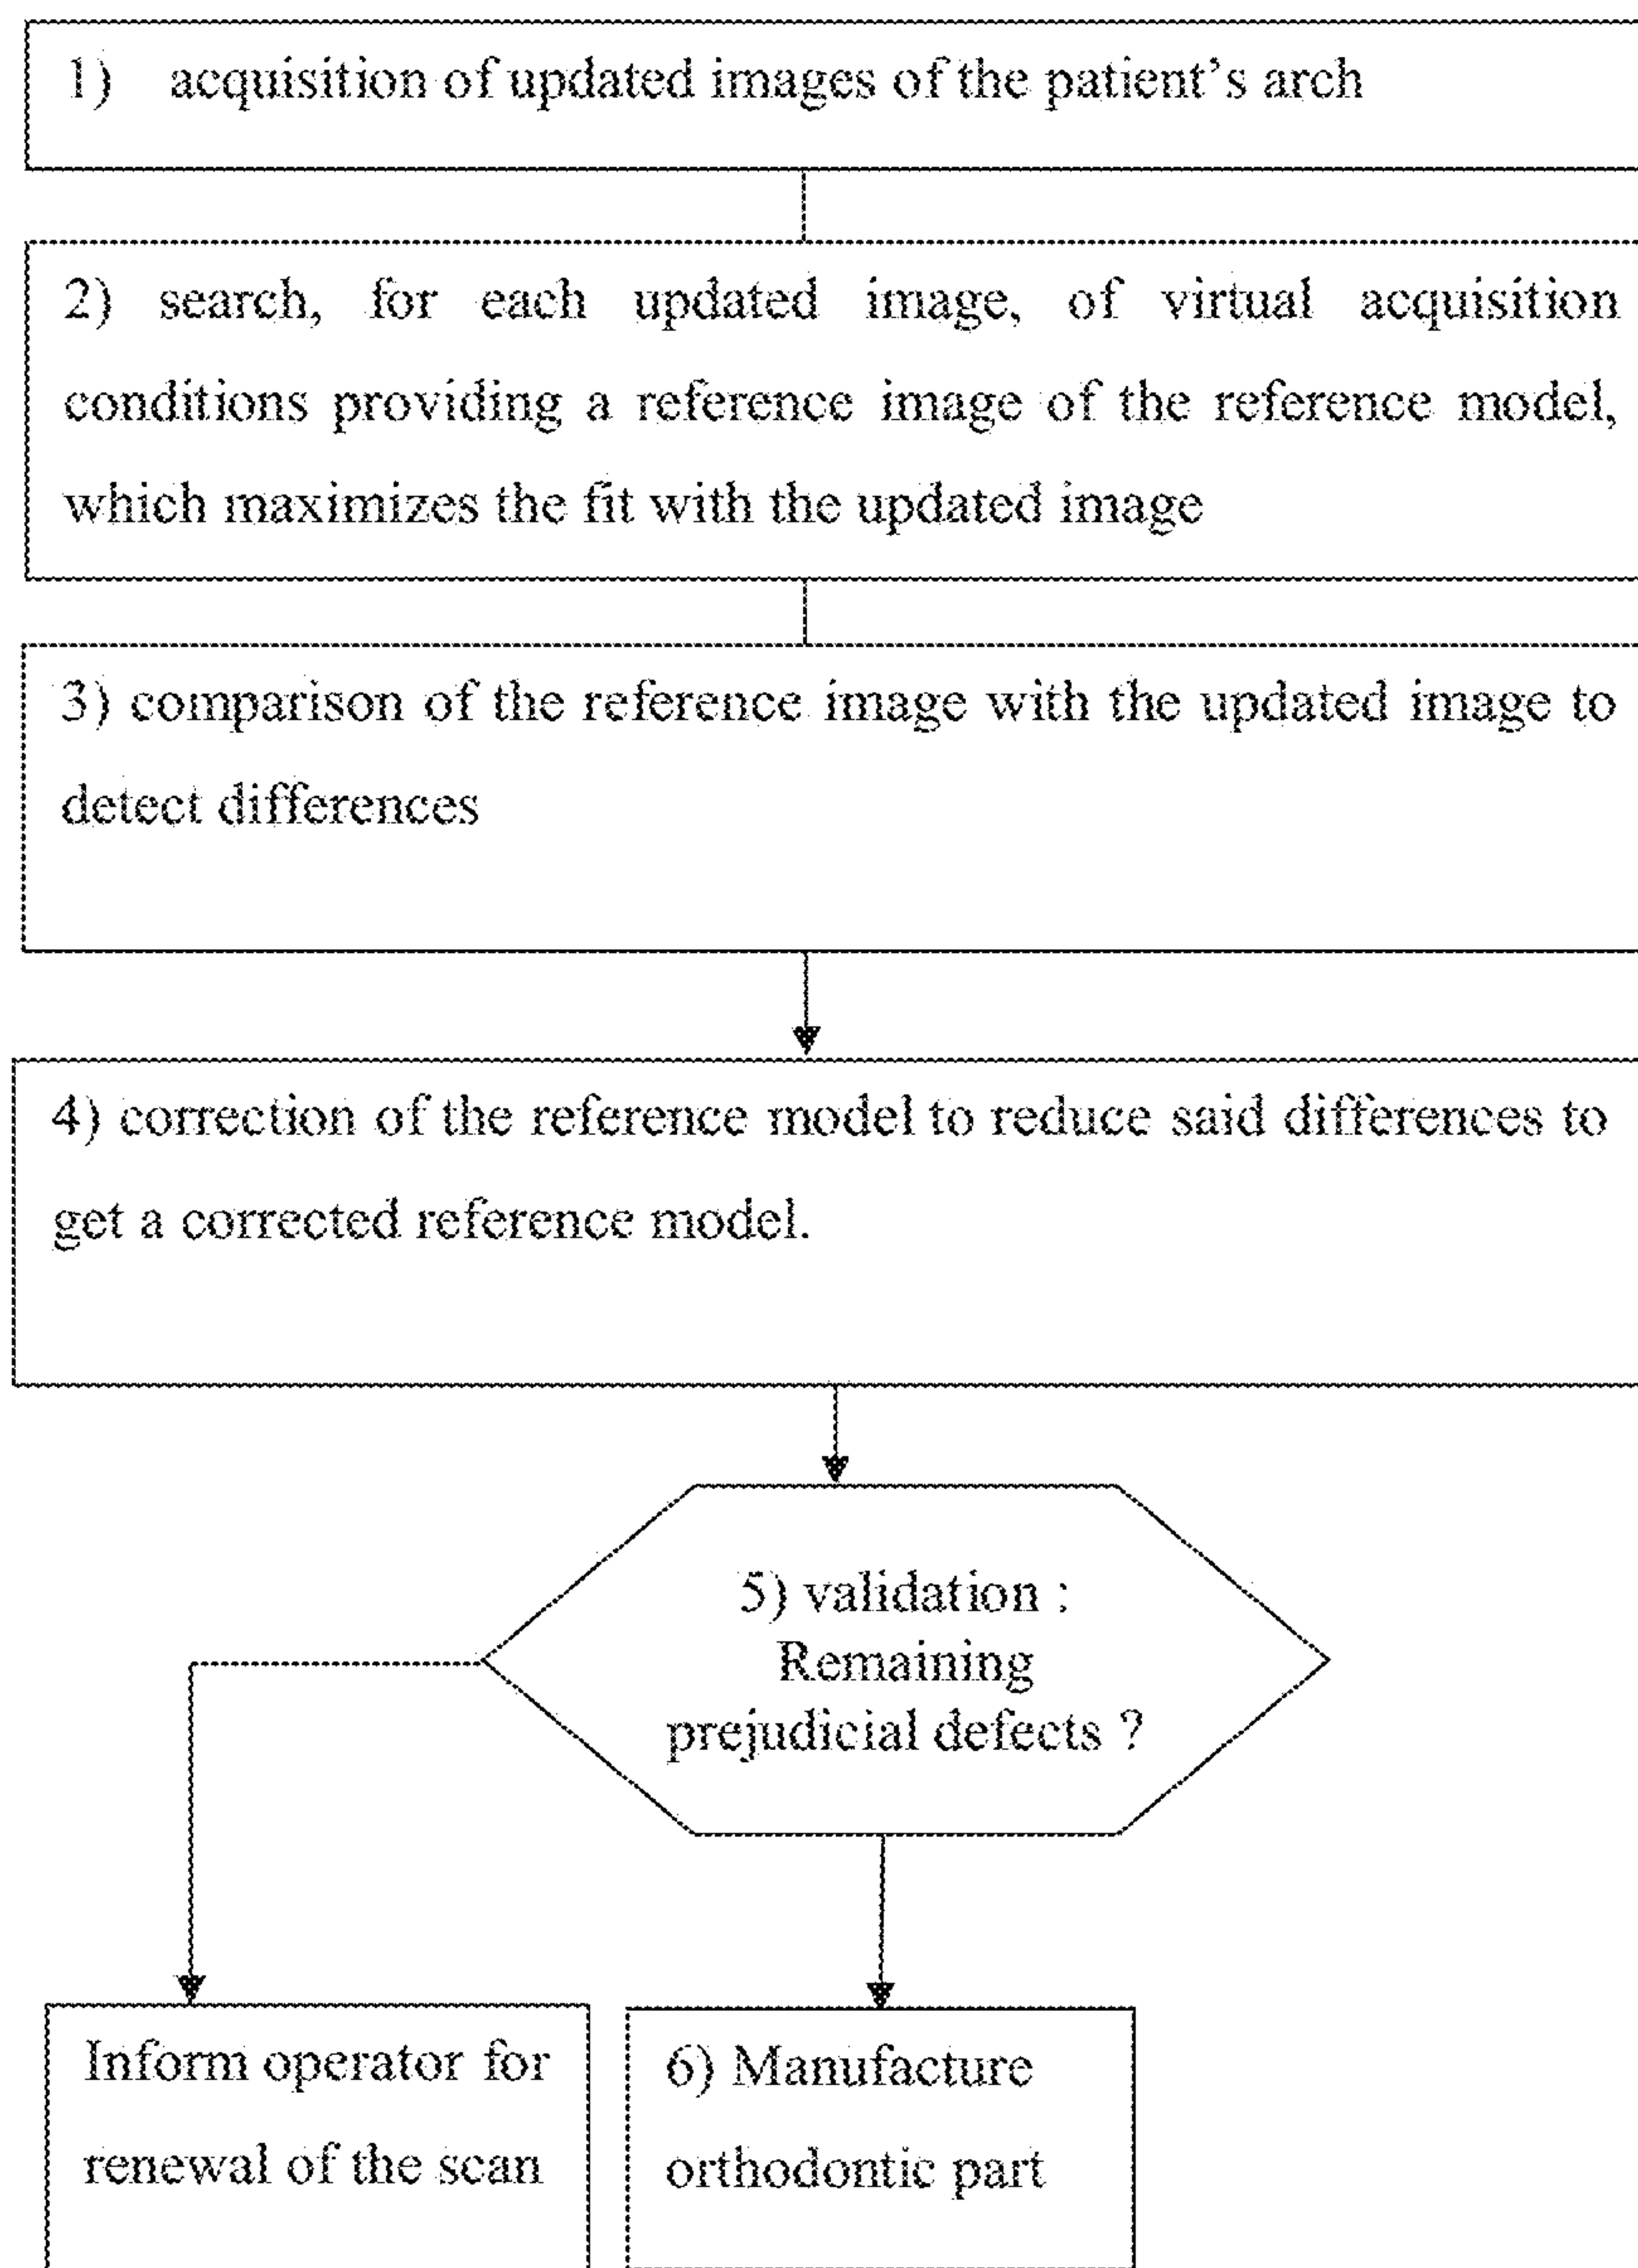 1) acquisition of updated images of the patient's arch
2) search, for each updated image, of virtual acquisition
conditions providing a reference image of the reference model,
which maximizes the fit with the updated image
3) comparison of the reference image with the updated image to
detect differences
4) correction of the reference model to reduce said differences to
get a corrected reference model.
5) validation :
Remaining
prejudicial defects ?
Inform operator for
renewal of the scan
6) Manufacture
orthodontic part